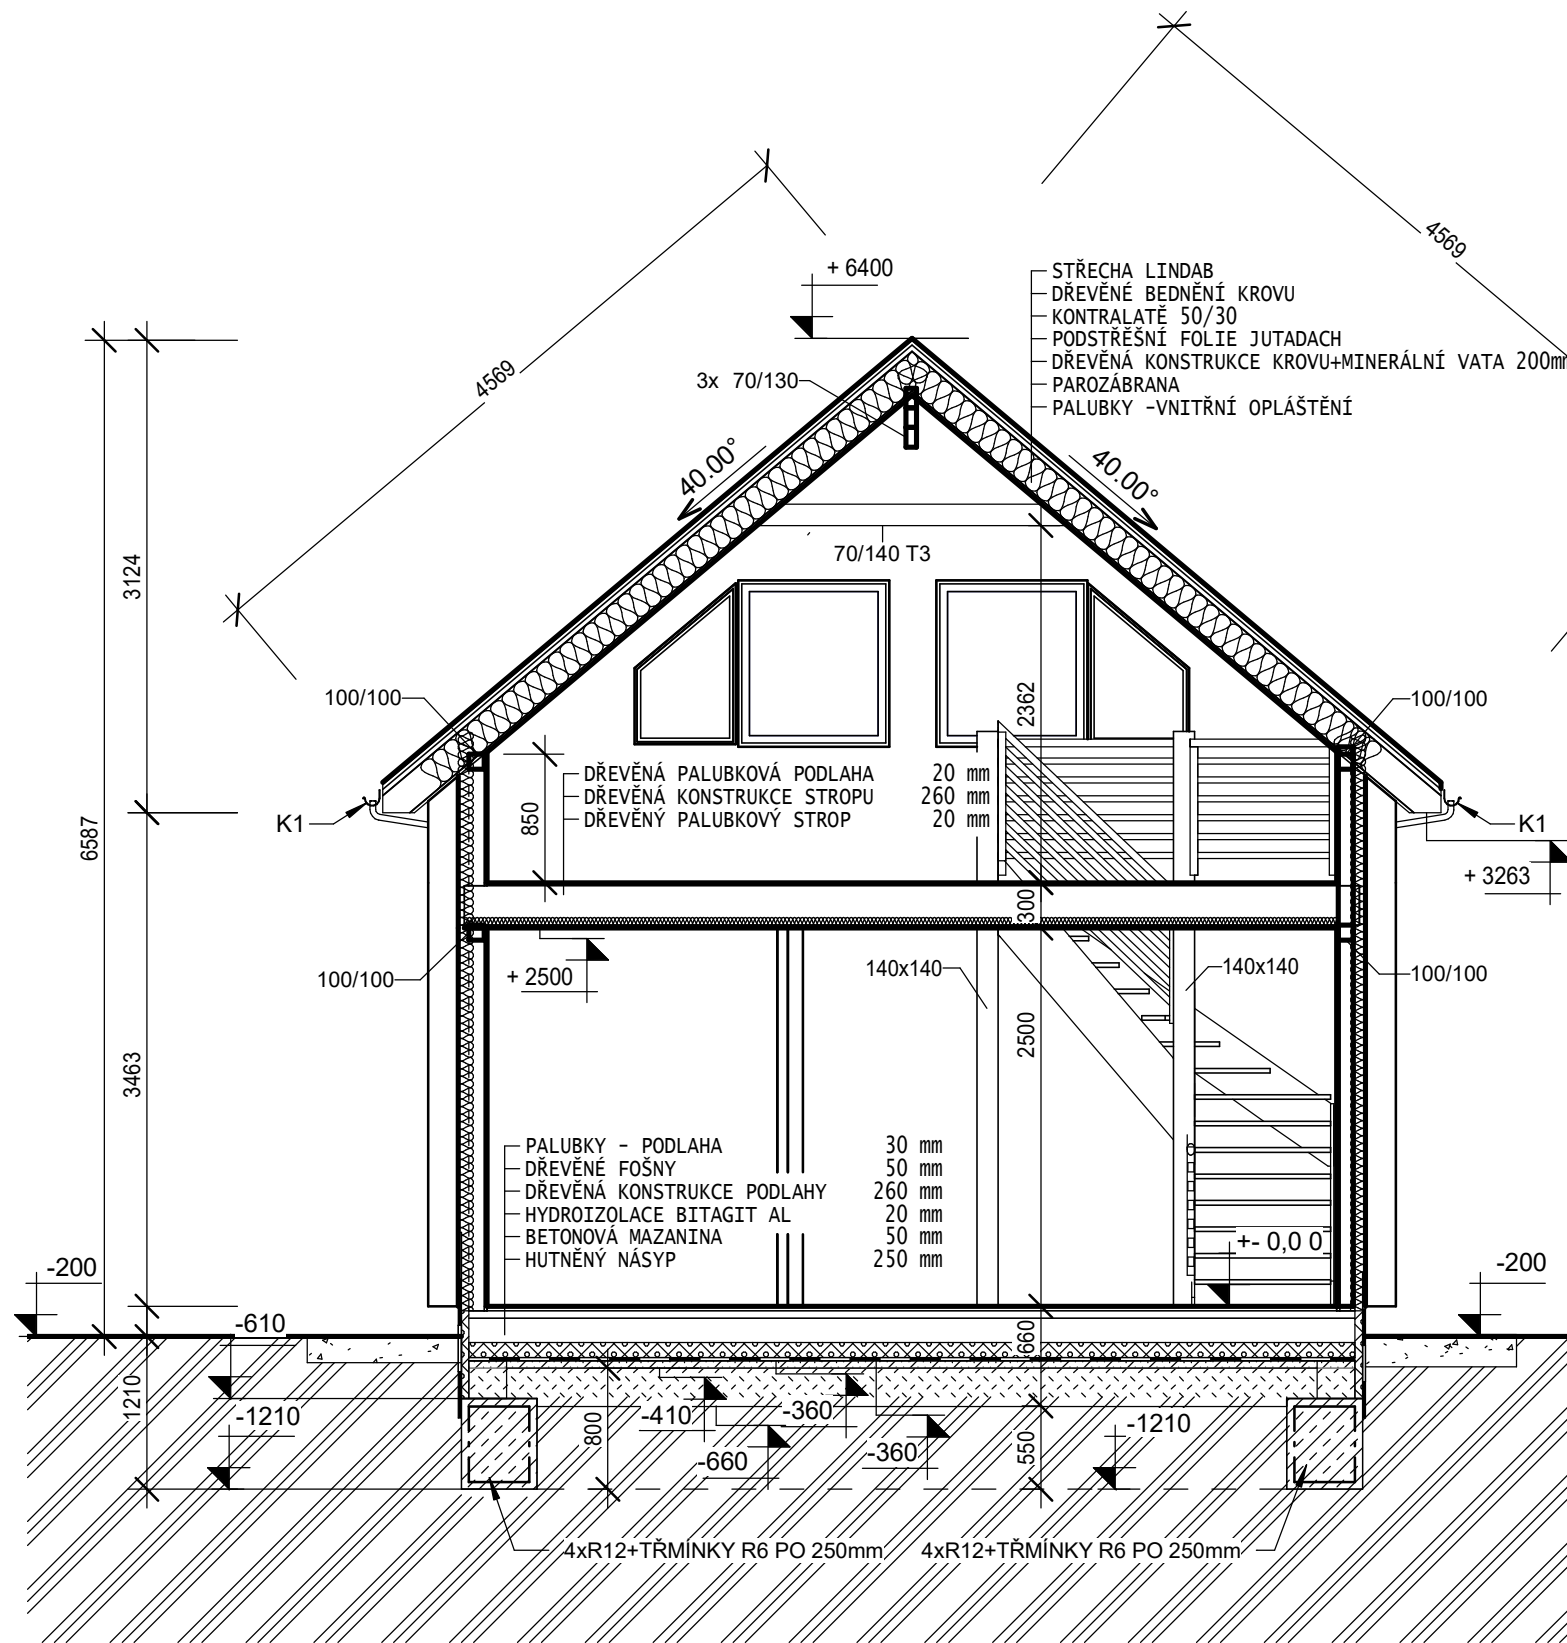 4569
4569
+ 6400
STŘECHA LINDAB
DŘEVĚNÉ BEDNĚNÍ KROVU
KONTRALATĚ 50/30
PODSTŘEŠNÍ FOLIE JUTADACH
DŘEVĚNÁ KONSTRUKCE KROVU+MINERÁLNÍ VATA 200mm
PAROZÁBRANA
PALUBKY -VNITŘNÍ OPLÁŠTĚNÍ
3x 70/130
40.00°
40.00°
70/140 T3
3124
100/100
2362
100/100
DŘEVĚNÁ PALUBKOVÁ PODLAHA 20 mm
DŘEVĚNÁ KONSTRUKCE STROPU 260 mm
DŘEVĚNÝ PALUBKOVÝ STROP 20 mm
850
K1
K1
6587
+ 3263
300
100/100
+ 2500
140x140
140x140
100/100
2500
3463
PALUBKY - PODLAHA 30 mm
DŘEVĚNÉ FOŠNY 50 mm
DŘEVĚNÁ KONSTRUKCE PODLAHY 260 mm
HYDROIZOLACE BITAGIT AL 20 mm
BETONOVÁ MAZANINA 50 mm
HUTNĚNÝ NÁSYP 250 mm
+- 0,0 0
-200
-200
-610
660
1210
-1210
-410
-360
-1210
800
-660
-360
550
4xR12+TŘMÍNKY R6 PO 250mm
4xR12+TŘMÍNKY R6 PO 250mm